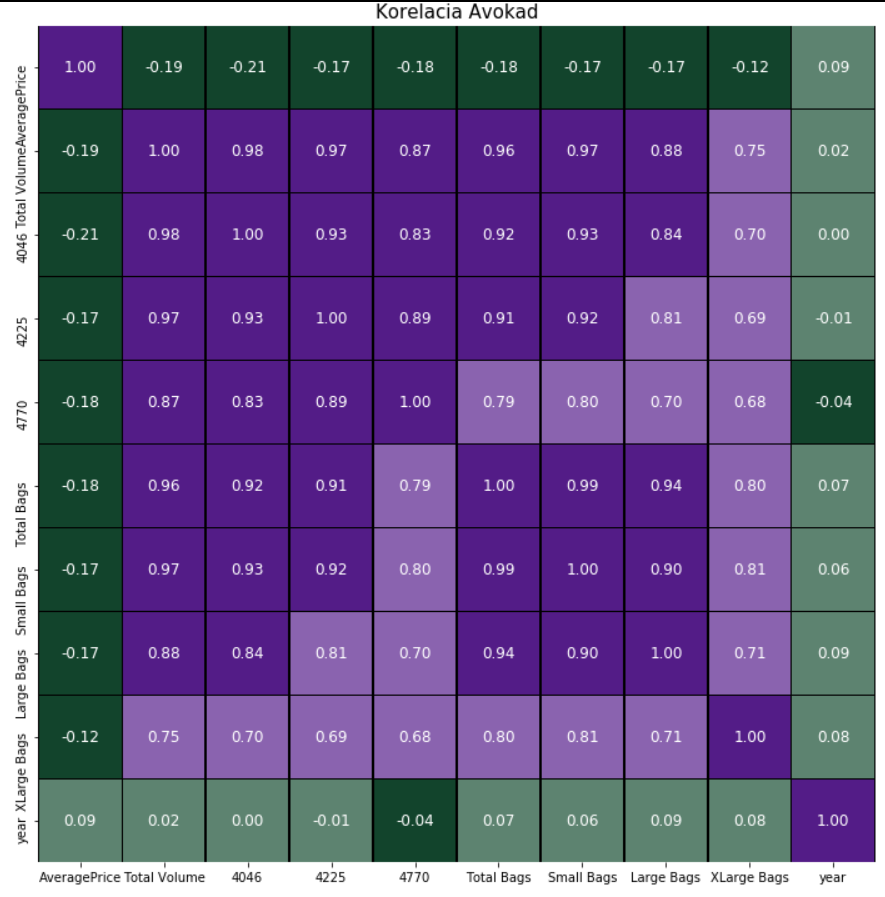 Korelacia Avokad
AveragePrice 1.00 -0.19 -0.21 -0.17 -0.18 -0.18 -0.17 -0.17 -0.12 0.09
Total Volume -0.19 1.00 0.98 0.97 0.87 0.96 0.97 0.88 0.75 0.02
4046 -0.21 0.98 1.00 0.93 0.83 0.92 0.93 0.84 0.70 0.00
4225 -0.17 0.97 0.93 1.00 0.89 0.91 0.92 0.81 0.69 -0.01
4770 -0.18 0.87 0.83 0.89 1.00 0.79 0.80 0.70 0.68 -0.04
Total Bags -0.18 0.96 0.92 0.91 0.79 1.00 0.99 0.94 0.80 0.07
Small Bags -0.17 0.97 0.93 0.92 0.80 0.99 1.00 0.90 0.81 0.06
Large Bags -0.17 0.88 0.84 0.81 0.70 0.94 0.90 1.00 0.71 0.09
XLarge Bags -0.12 0.75 0.70 0.69 0.68 0.80 0.81 0.71 1.00 0.08
year 0.09 0.02 0.00 -0.01 -0.04 0.07 0.06 0.09 0.08 1.00
AveragePrice Total Volume 4046 4225 4770 Total Bags Small Bags Large Bags XLarge Bags year